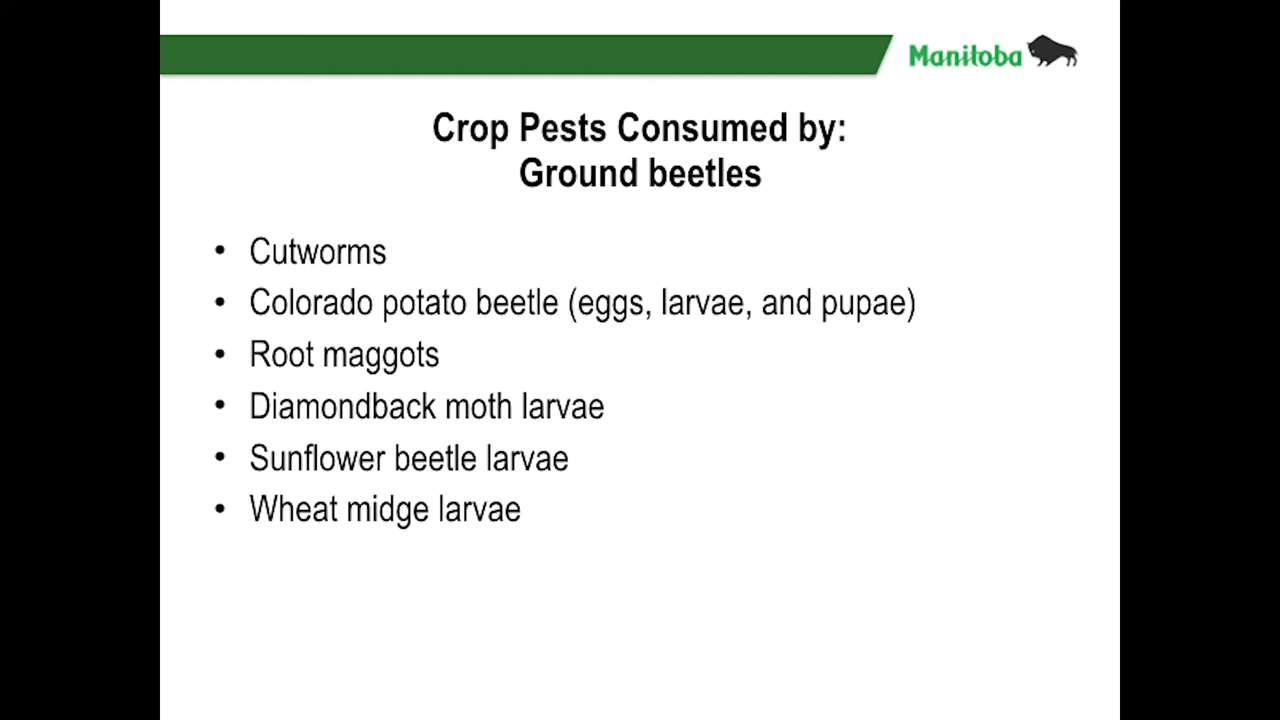 Manitoba
Crop Pests Consumed by:
Ground beetles
• Cutworms
• Colorado potato beetle (eggs, larvae, and pupae)
• Root maggots
• Diamondback moth larvae
• Sunflower beetle larvae
• Wheat midge larvae